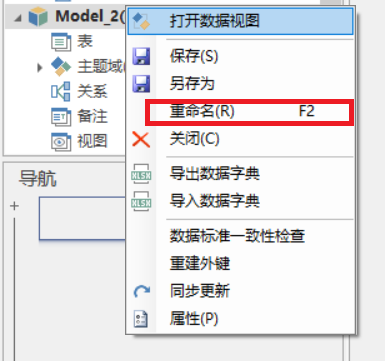 Model_2(
打开数据视图
表
保存(S)
主题域(
另存为
关系
重命名(R) F2
备注
关闭(C)
视图
导出数据字典
导航
导入数据字典
数据标准一致性检查
重建外键
同步更新
属性(P)